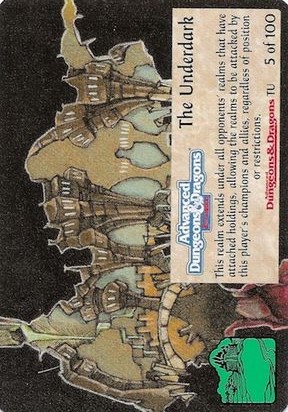 The Underdark
Advanced
Dungeons & Dragons
This realm extends under all opponents' realms that have
attached holdings, allowing the realms to be attacked by
this player's champions and allies, regardless of position
or restrictions.
Dungeons & Dragons TU
5 of 100